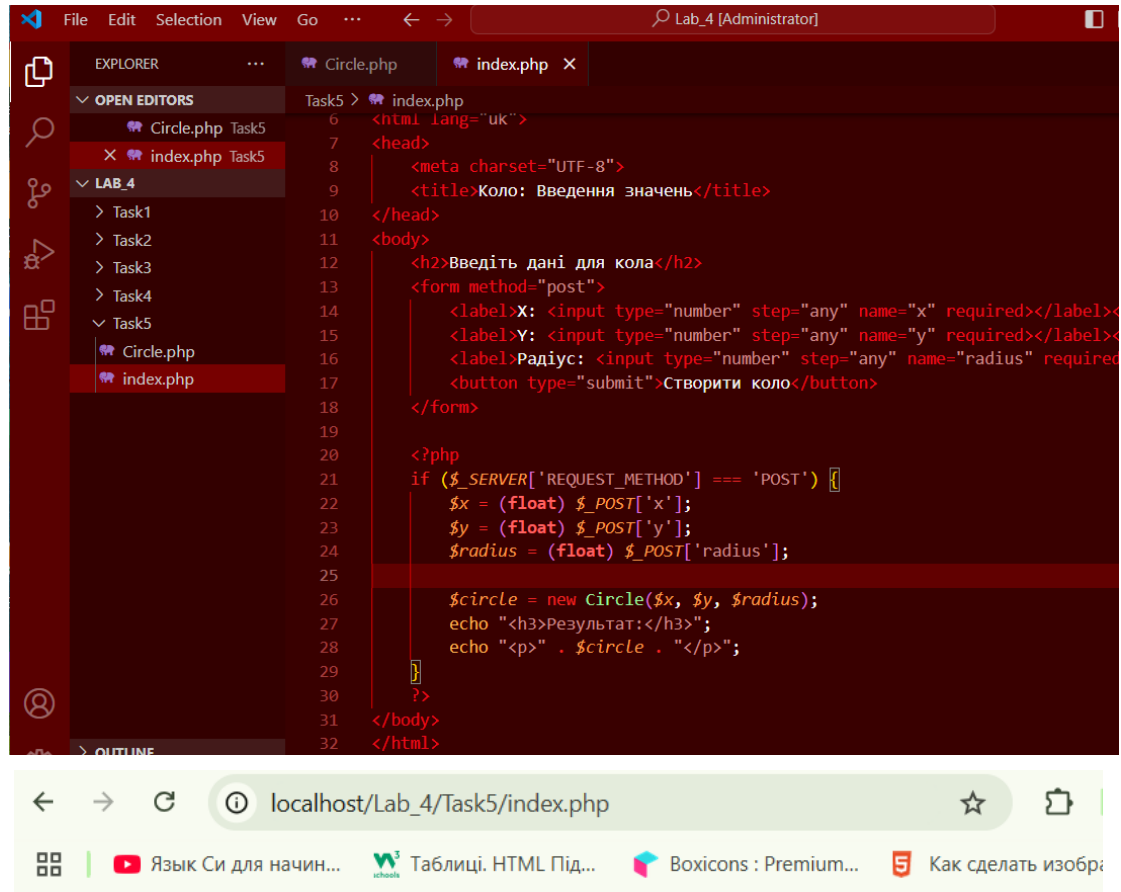 File Edit Selection View Go ··· Lab_4 [Administrator]
EXPLORER ··· Circle.php index.php
OPEN EDITORS
Circle.php Task5
index.php Task5
LAB_4
Task1
Task2
Task3
Task4
Task5
Circle.php
index.php
OUTLINE
Task5 > index.php
6 <html lang="uk">
7 <head>
8 <meta charset="UTF-8">
9 <title>Коло: Введення значень</title>
10 </head>
11 <body>
12 <h2>Введіть дані для кола</h2>
13 <form method="post">
14 <label>X: <input type="number" step="any" name="x" required></label><
15 <label>Y: <input type="number" step="any" name="y" required></label><
16 <label>Радіус: <input type="number" step="any" name="radius" required
17 <button type="submit">Створити коло</button>
18 </form>
19
20 <?php
21 if ($_SERVER['REQUEST_METHOD'] === 'POST') {
22 $x = (float) $_POST['x'];
23 $y = (float) $_POST['y'];
24 $radius = (float) $_POST['radius'];
25
26 $circle = new Circle($x, $y, $radius);
27 echo "<h3>Результат:</h3>";
28 echo "<p>" . $circle . "</p>";
29 }
30 ?>
31 </body>
32 </html>
localhost/Lab_4/Task5/index.php
Язык Си для начин... Таблиці. HTML Під... Boxicons : Premium... Как сделать изобра